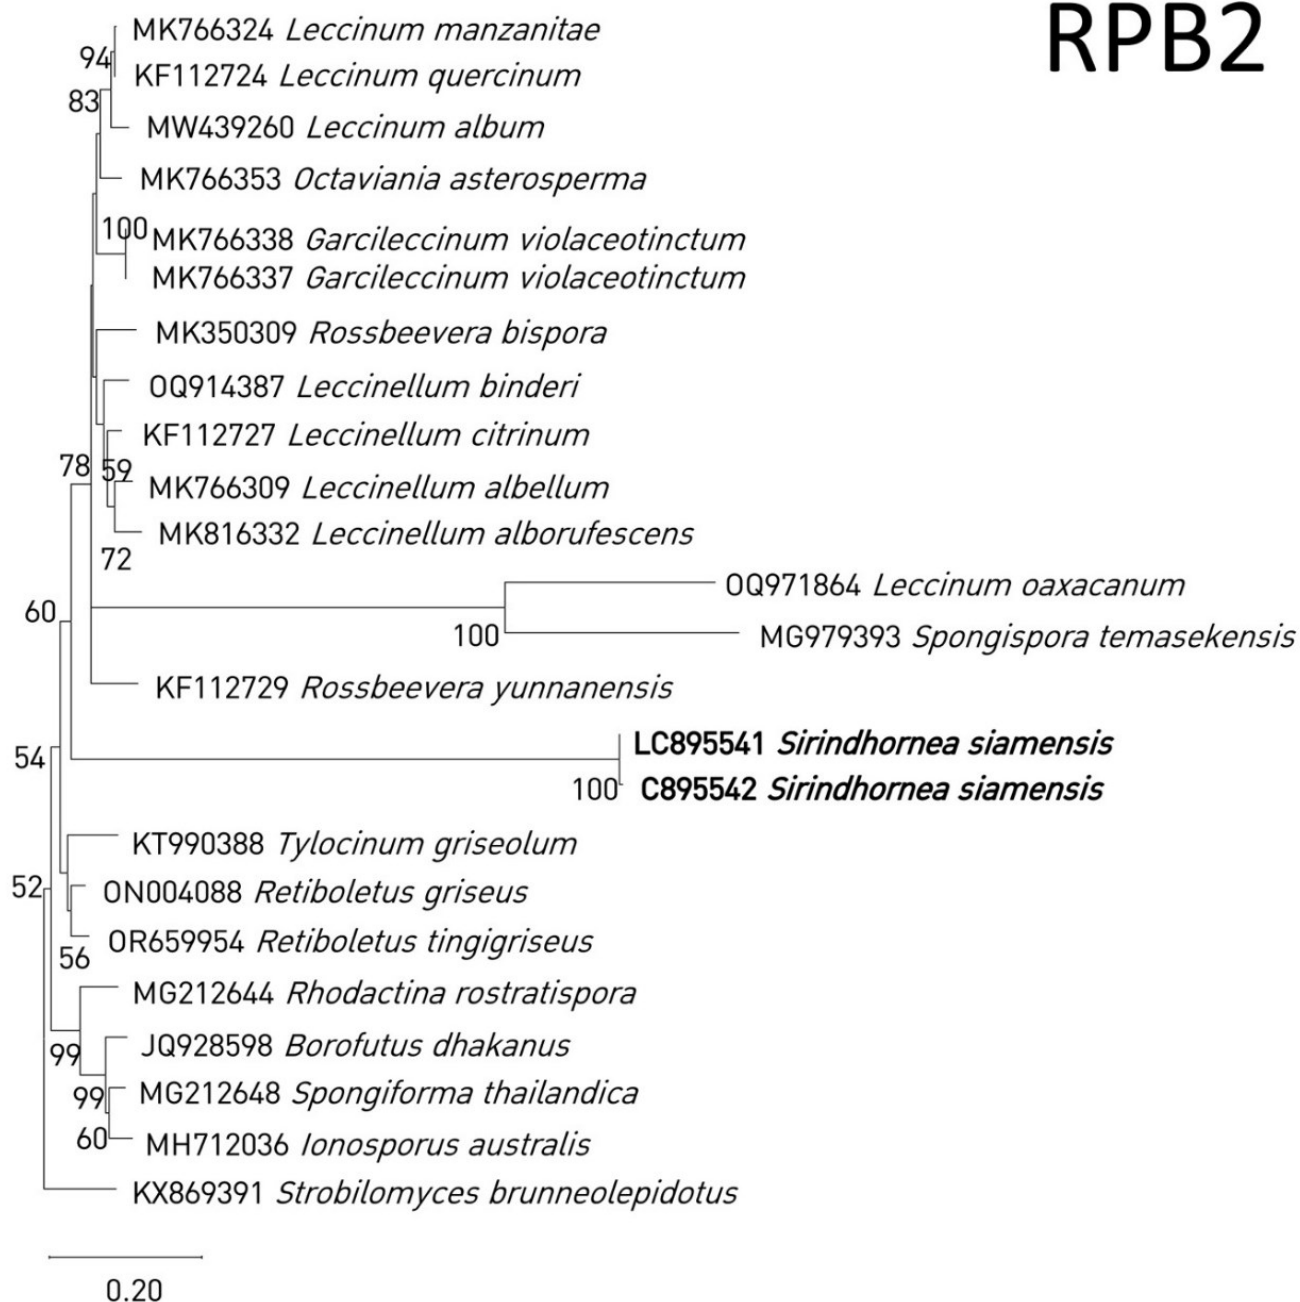 RPB2
MK766324 Leccinum manzanitae
94
KF112724 Leccinum quercinum
83
MW439260 Leccinum album
MK766353 Octaviania asterosperma
100
MK766338 Garcileccinum violaceotinctum
MK766337 Garcileccinum violaceotinctum
MK350309 Rossbeevera bispora
OQ914387 Leccinellum binderi
KF112727 Leccinellum citrinum
78
59
MK766309 Leccinellum albellum
MK816332 Leccinellum alborufescens
72
OQ971864 Leccinum oaxacanum
60
100
MG979393 Spongispora temasekensis
KF112729 Rossbeevera yunnanensis
LC895541 Sirindhornea siamensis
54
100
C895542 Sirindhornea siamensis
KT990388 Tylocinum griseolum
52
ON004088 Retiboletus griseus
OR659954 Retiboletus tingigriseus
56
MG212644 Rhodactina rostratispora
JQ928598 Borofutus dhakanus
99
MG212648 Spongiforma thailandica
99
60
MH712036 Ionosporus australis
KX869391 Strobilomyces brunneolepidotus
0.20